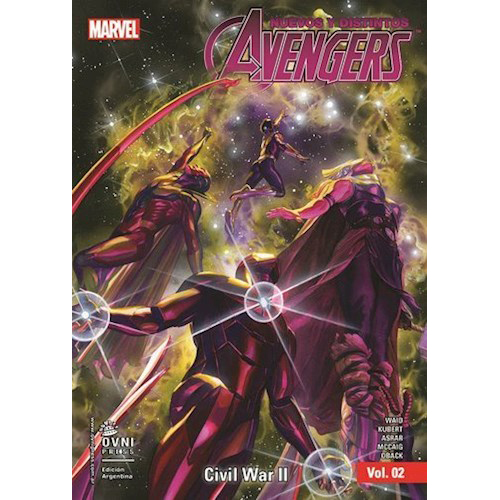 MARVEL
NUEVOS Y DISTINTOS
AVENGERS
WAID
KUBERT
ASRAR
MCCAIG
OBACK
OVNI
PRESS
Edición
Argentina
Civil War II
Vol. 02